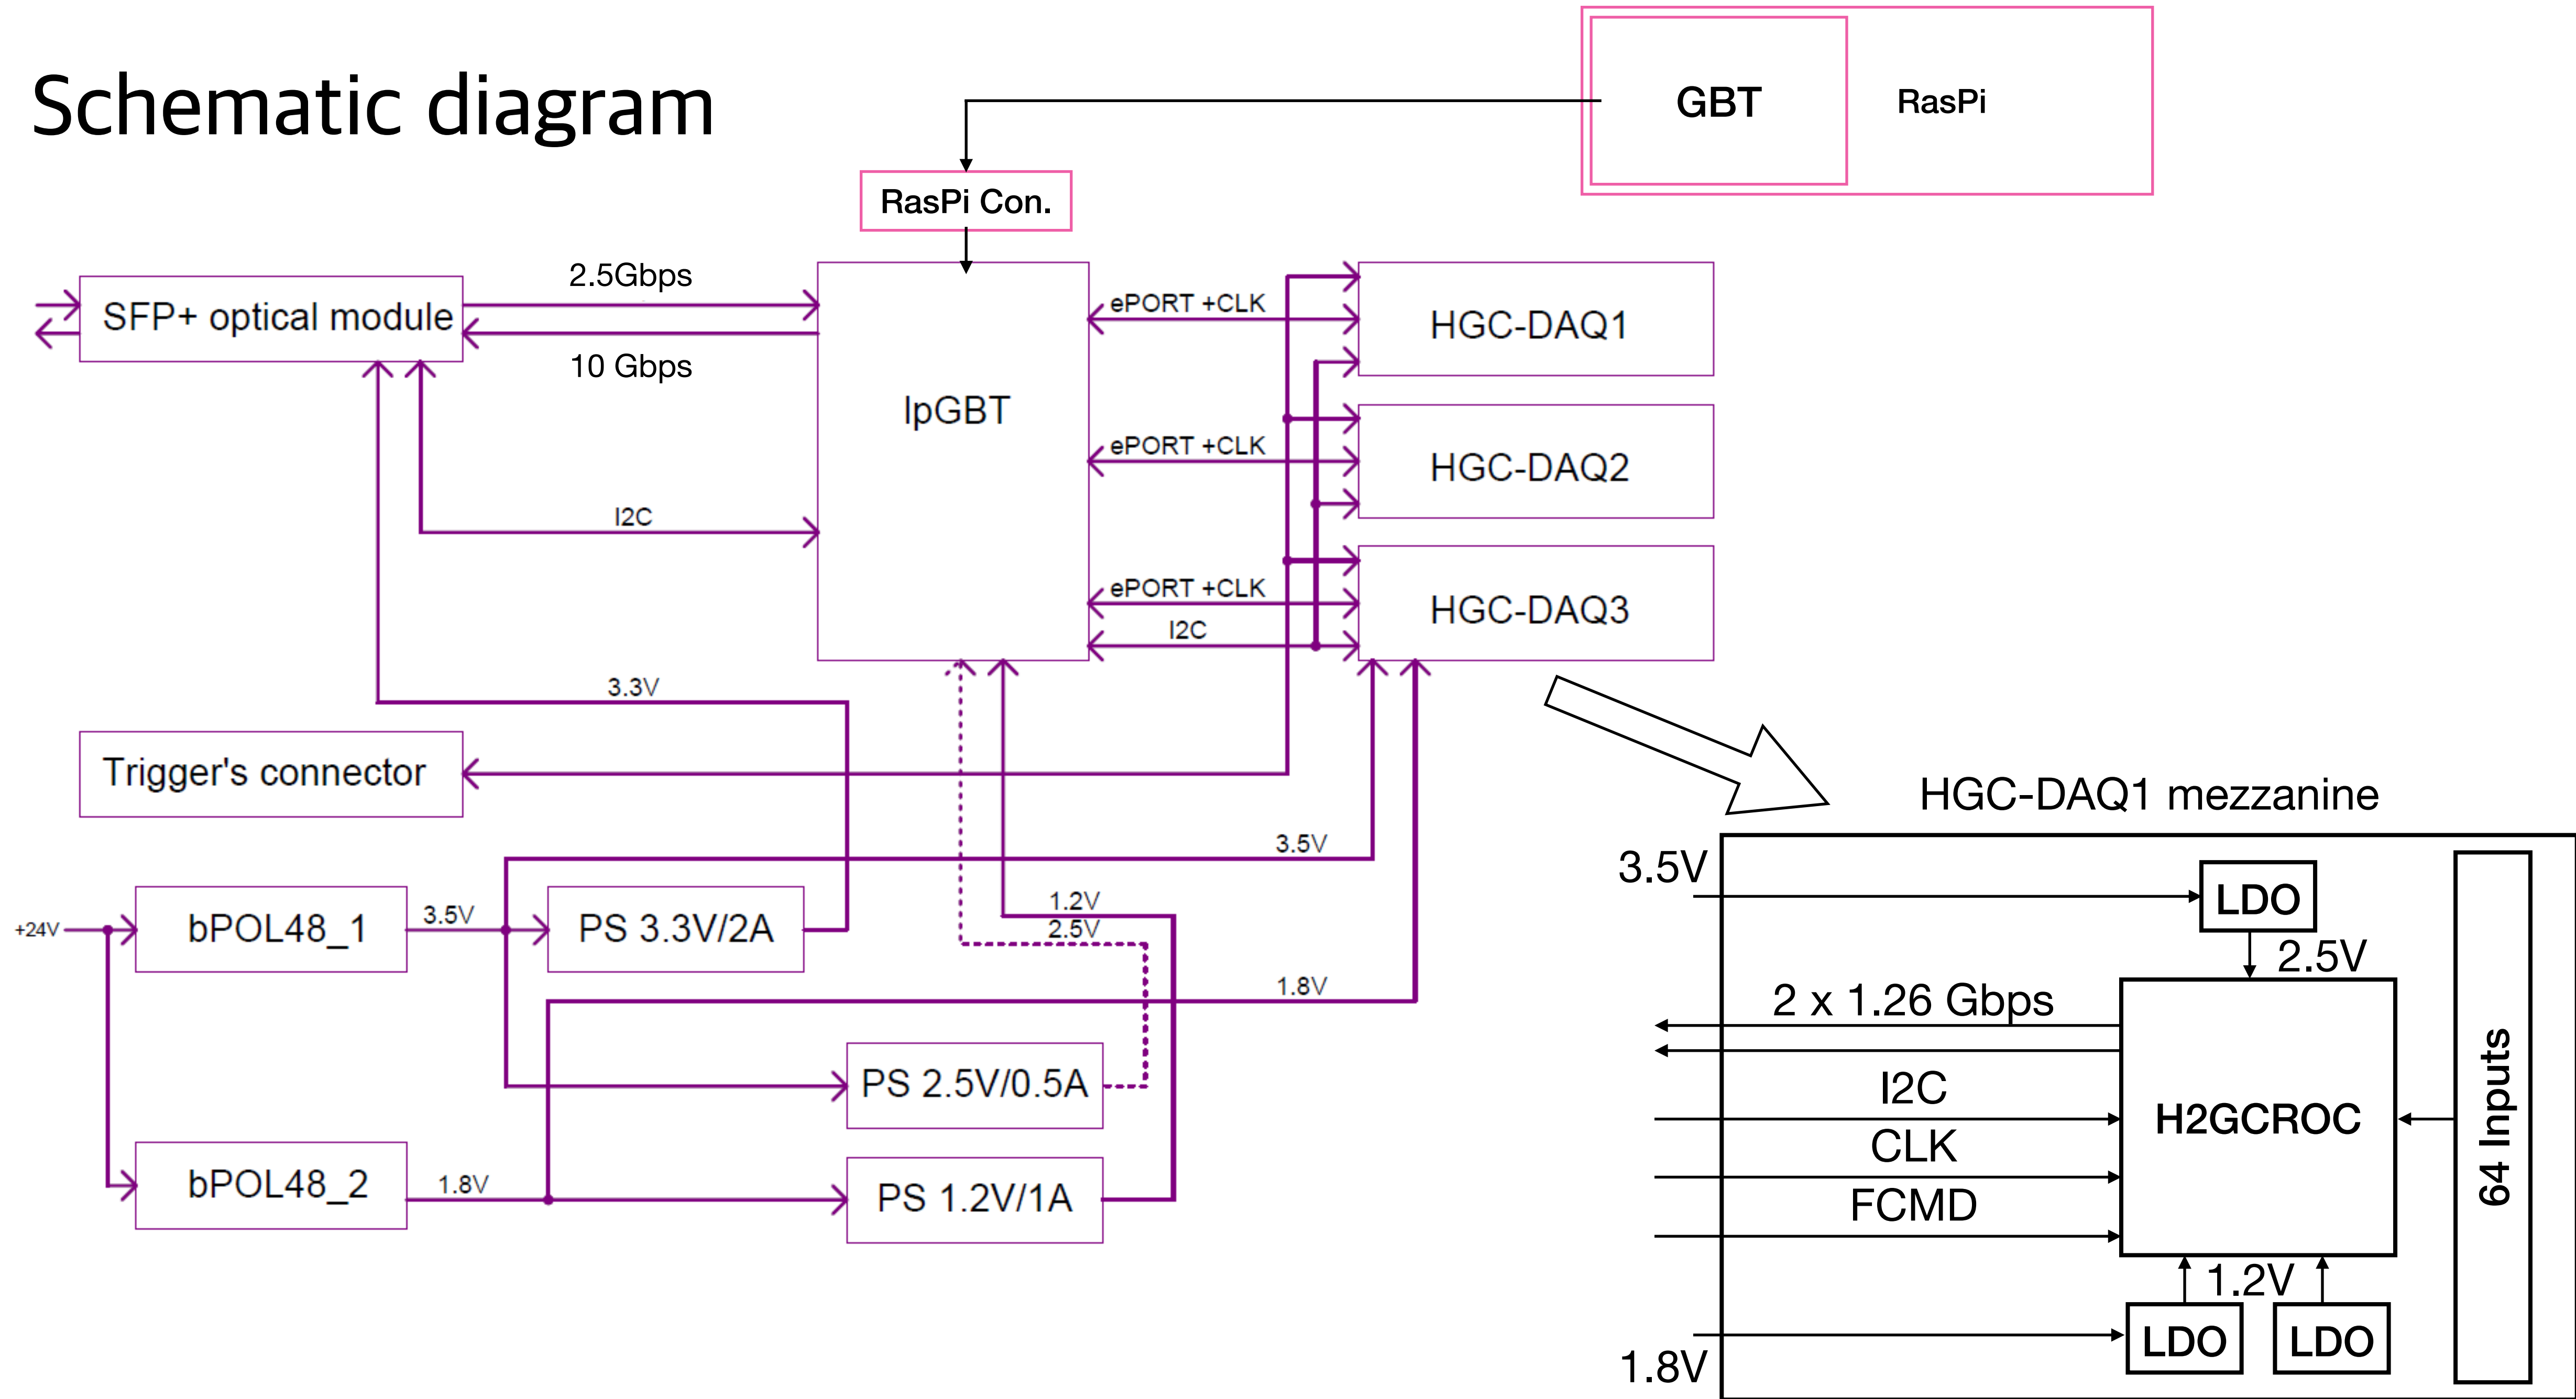 Schematic diagram
GBT
RasPi
RasPi Con.
SFP+ optical module
2.5Gbps
10 Gbps
lpGBT
ePORT +CLK
HGC-DAQ1
ePORT +CLK
HGC-DAQ2
I2C
ePORT +CLK
HGC-DAQ3
I2C
3.3V
Trigger's connector
3.5V
+24V
bPOL48_1
3.5V
PS 3.3V/2A
1.2V
2.5V
1.8V
PS 2.5V/0.5A
bPOL48_2
1.8V
PS 1.2V/1A
HGC-DAQ1 mezzanine
3.5V
LDO
2.5V
2 x 1.26 Gbps
I2C
CLK
FCMD
H2GCROC
64 Inputs
1.2V
LDO
LDO
1.8V